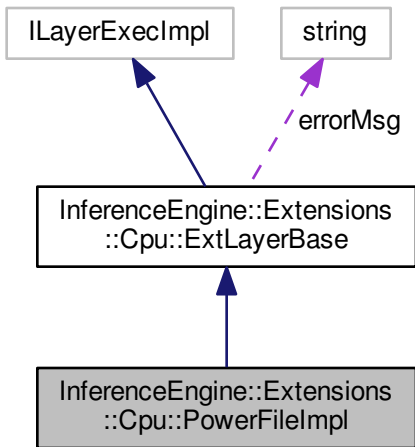 ILayerExecImpl
string
errorMsg
InferenceEngine::Extensions
::Cpu::ExtLayerBase
InferenceEngine::Extensions
::Cpu::PowerFileImpl